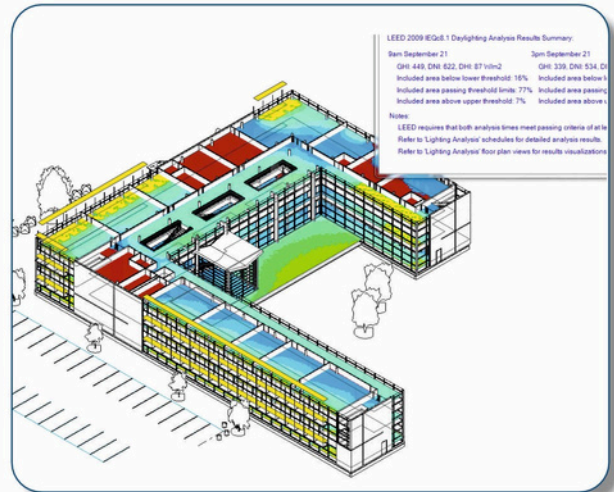 LEED 2009 IEQc8.1 Daylighting Analysis Results Summary:
9am September 21 3pm September 21
GHI: 449, DNI: 622, DHI: 87 W/m2 GHI: 339, DNI: 534,
Included area below lower threshold: 16% Included area below
Included area passing threshold limits: 77% Included area passing
Included area above upper threshold: 7% Included area above
Notes:
LEED requires that both analysis times meet passing criteria of at
Refer to 'Lighting Analysis' schedules for detailed analysis results.
Refer to 'Lighting Analysis' floor plan views for results visualizations